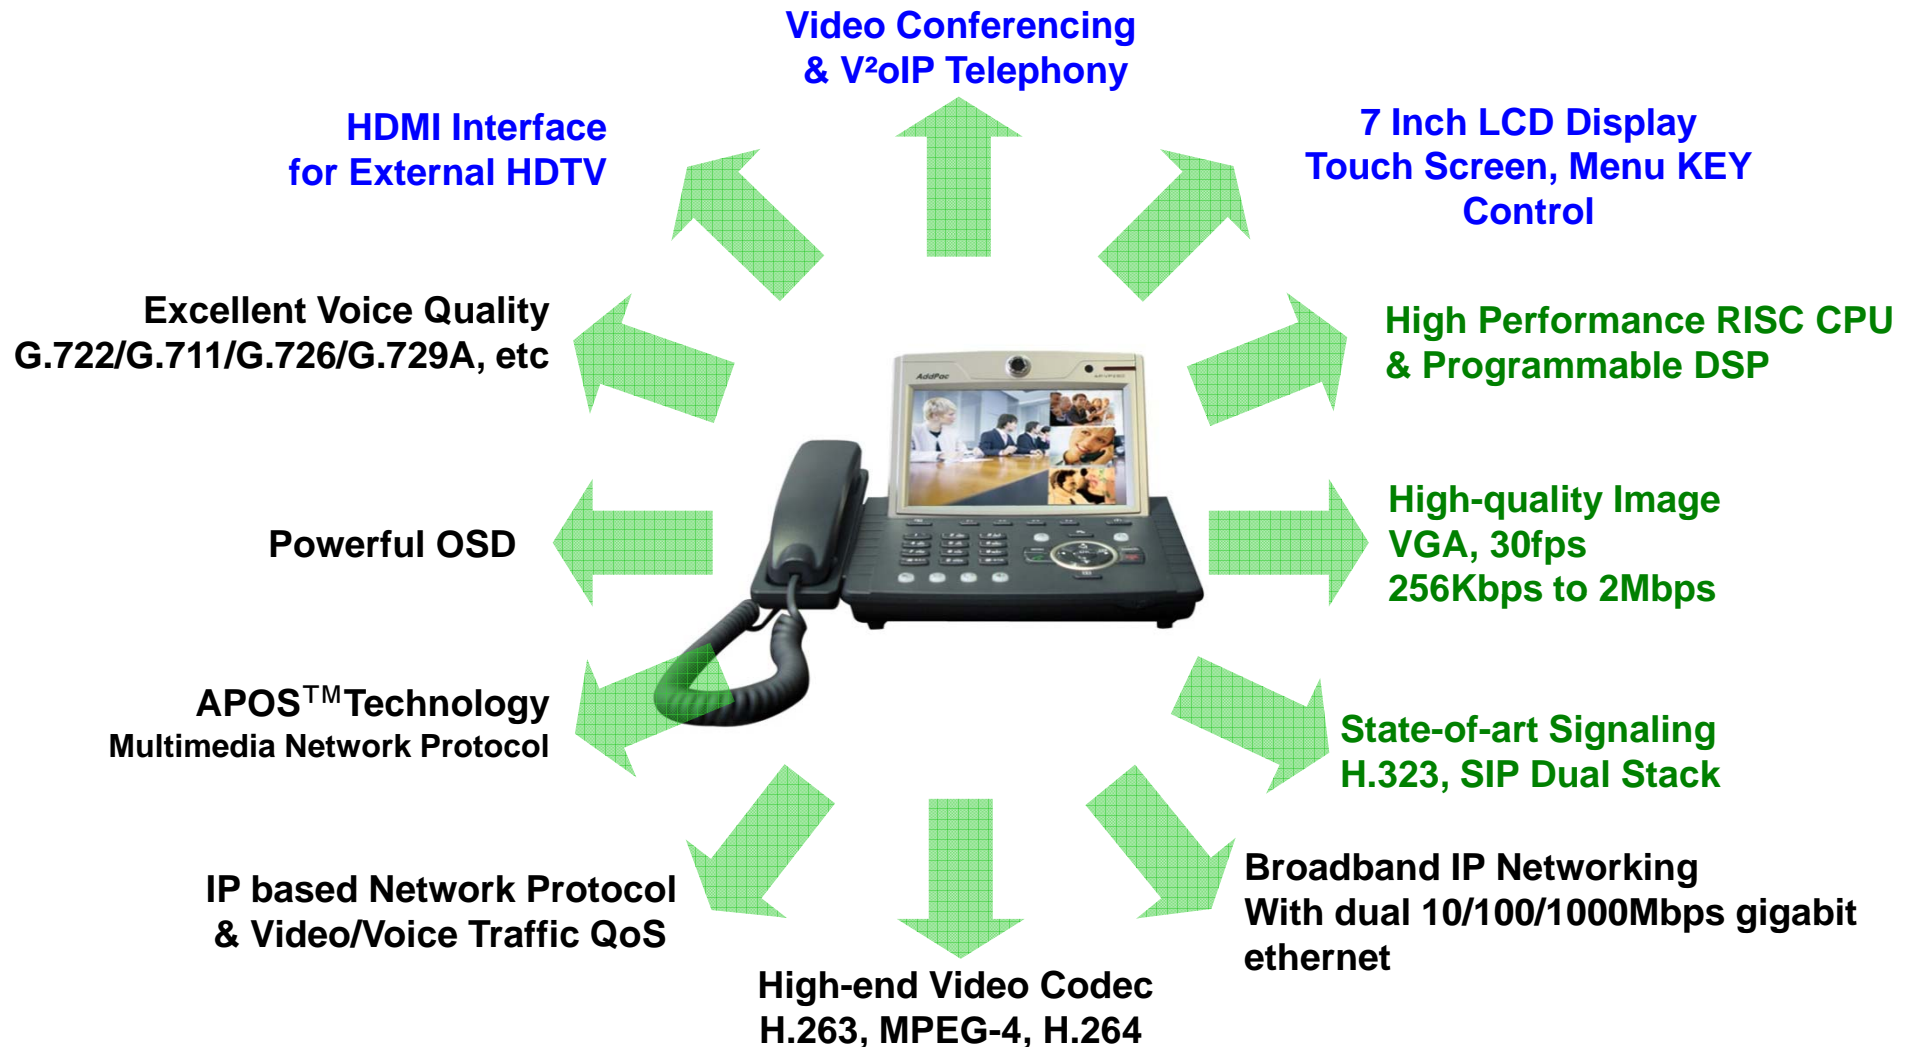 Video Conferencing
& V²oIP Telephony
HDMI Interface
for External HDTV
7 Inch LCD Display
Touch Screen, Menu KEY
Control
Excellent Voice Quality
G.722/G.711/G.726/G.729A, etc
High Performance RISC CPU
& Programmable DSP
AddPac
Powerful OSD
High-quality Image
VGA, 30fps
256Kbps to 2Mbps
APOS™Technology
Multimedia Network Protocol
State-of-art Signaling
H.323, SIP Dual Stack
IP based Network Protocol
& Video/Voice Traffic QoS
Broadband IP Networking
With dual 10/100/1000Mbps gigabit
ethernet
High-end Video Codec
H.263, MPEG-4, H.264